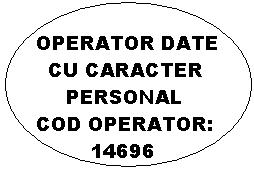 OPERATOR DATE
CU CARACTER
PERSONAL
COD OPERATOR:
14696